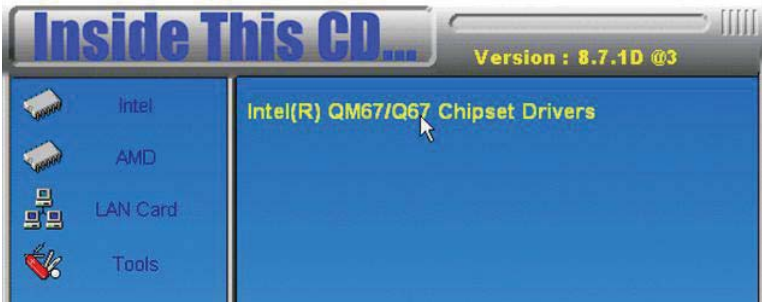 Inside This CD...
Version : 8.7.1D @3
Intel
AMD
LAN Card
Tools
Intel(R) QM67/Q67 Chipset Drivers